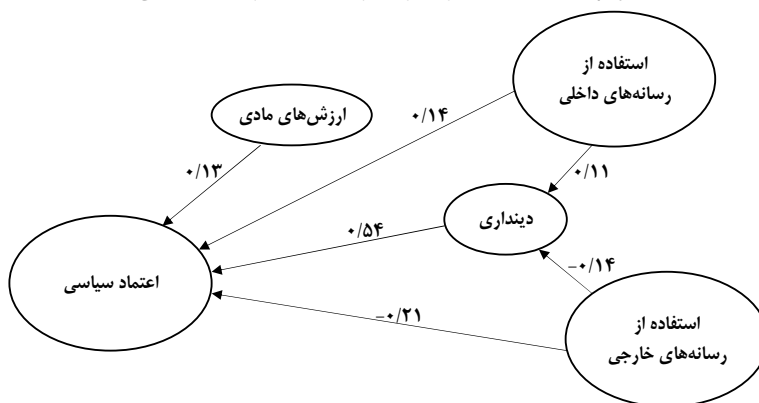 استفاده از
رسانه‌های داخلی
ارزش‌های مادی
۰/۱۴
۰/۱۳
۰/۱۱
دینداری
۰/۵۴
-۰/۱۴
اعتماد سیاسی
-۰/۲۱
استفاده از
رسانه‌های خارجی